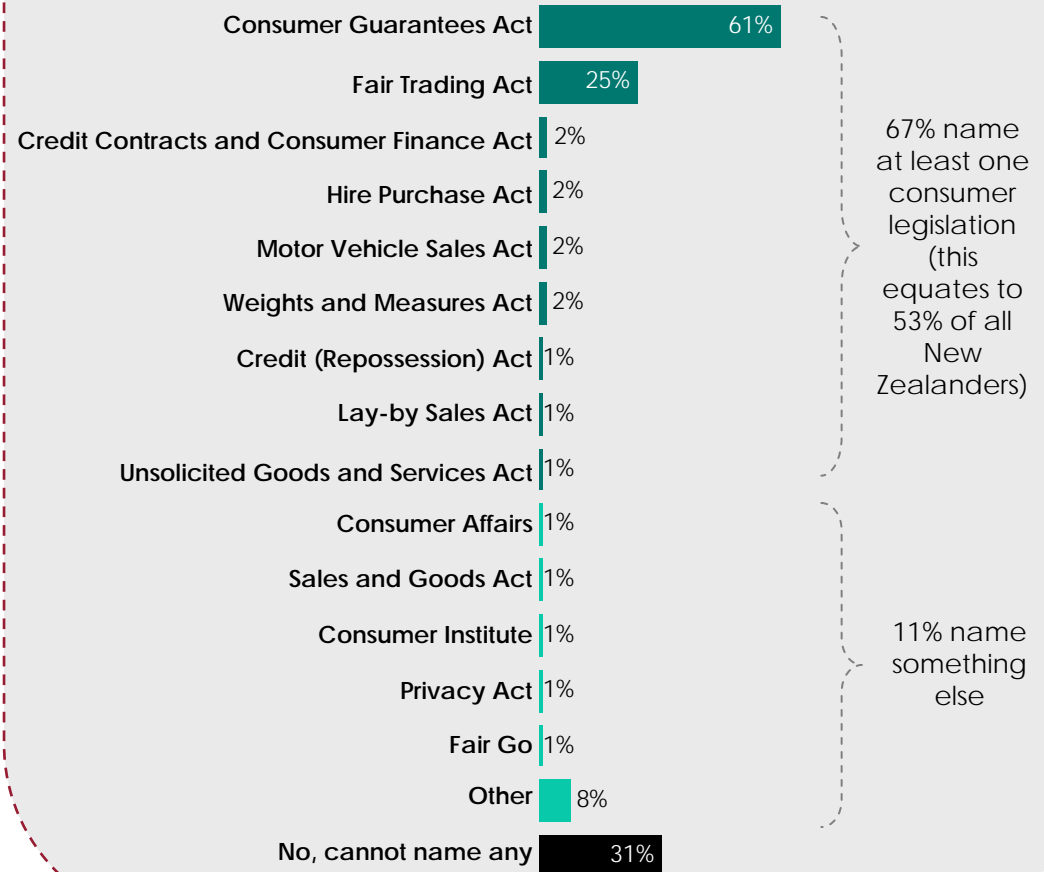 Consumer Guarantees Act 61%
Fair Trading Act 25%
Credit Contracts and Consumer Finance Act 2%
Hire Purchase Act 2%
Motor Vehicle Sales Act 2%
Weights and Measures Act 2%
Credit (Repossession) Act 1%
Lay-by Sales Act 1%
Unsolicited Goods and Services Act 1%
67% name
at least one
consumer
legislation
(this
equates to
53% of all
New
Zealanders)
Consumer Affairs 1%
Sales and Goods Act 1%
Consumer Institute 1%
Privacy Act 1%
Fair Go 1%
Other 8%
11% name
something
else
No, cannot name any 31%